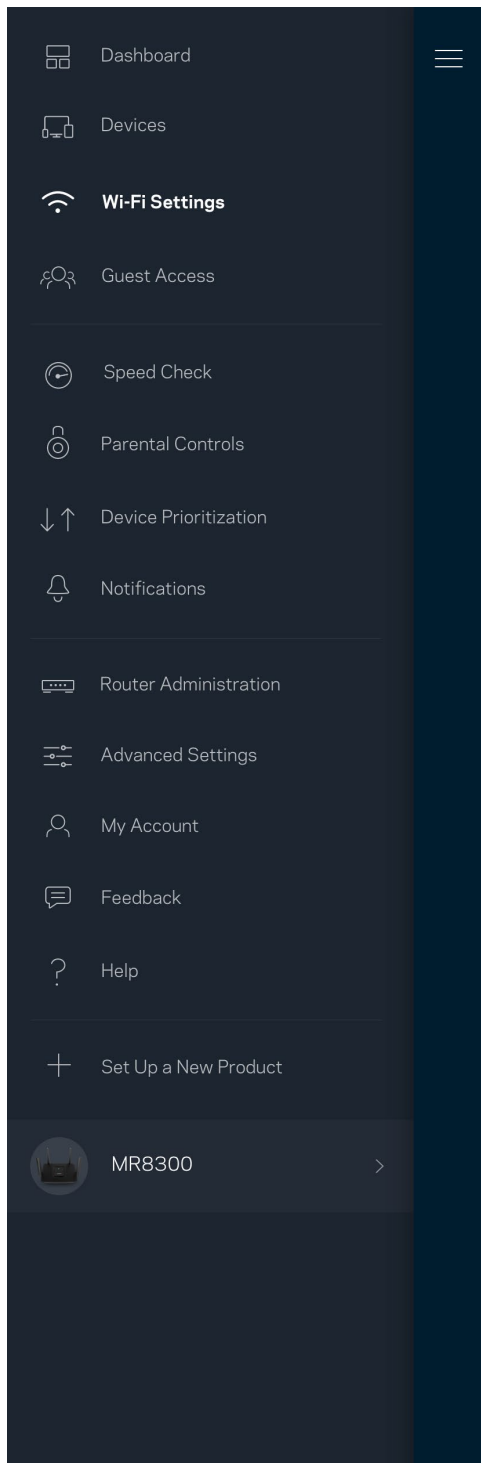 Dashboard
Devices
Wi-Fi Settings
Guest Access
Speed Check
Parental Controls
Device Prioritization
Notifications
Router Administration
Advanced Settings
My Account
Feedback
Help
Set Up a New Product
MR8300